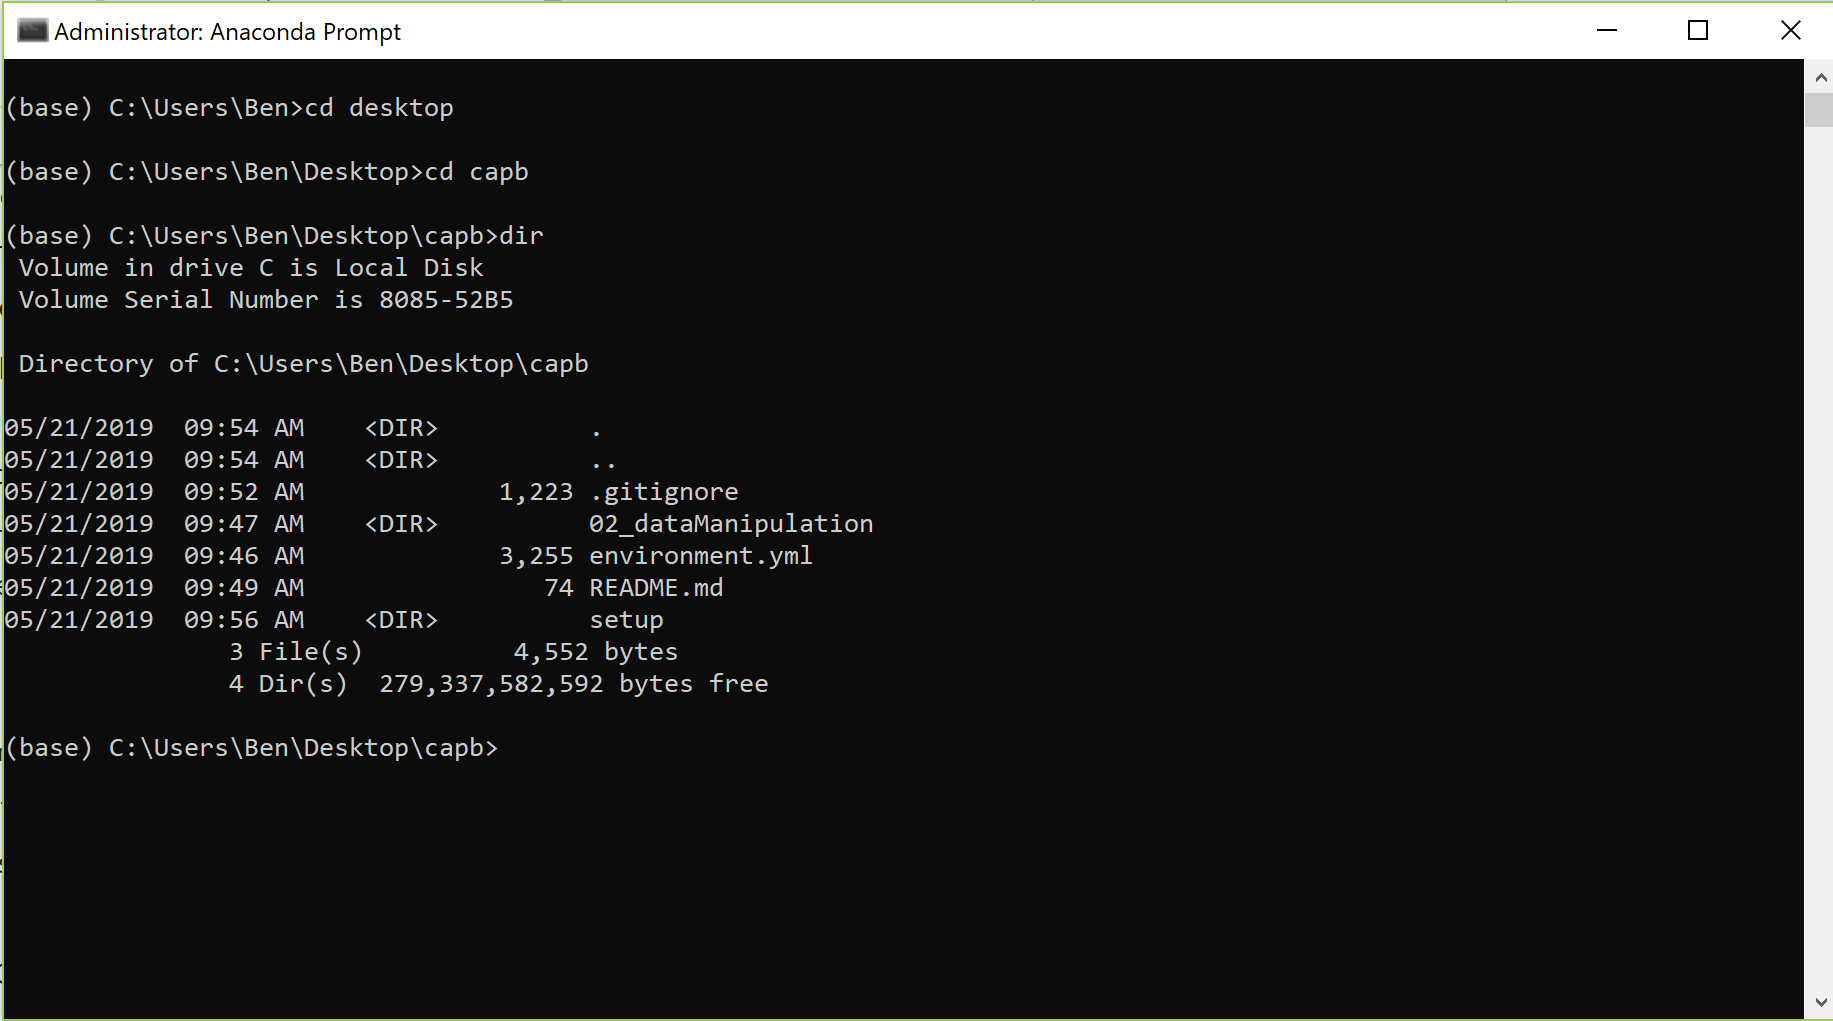 Administrator: Anaconda Prompt
(base) C:\Users\Ben>cd desktop
(base) C:\Users\Ben\Desktop>cd capb
(base) C:\Users\Ben\Desktop\capb>dir
Volume in drive C is Local Disk
Volume Serial Number is 8085-52B5
Directory of C:\Users\Ben\Desktop\capb
05/21/2019  09:54 AM    <DIR>          .
05/21/2019  09:54 AM    <DIR>          ..
05/21/2019  09:52 AM             1,223 .gitignore
05/21/2019  09:47 AM    <DIR>          02_dataManipulation
05/21/2019  09:46 AM             3,255 environment.yml
05/21/2019  09:49 AM                74 README.md
05/21/2019  09:56 AM    <DIR>          setup
3 File(s)          4,552 bytes
4 Dir(s)  279,337,582,592 bytes free
(base) C:\Users\Ben\Desktop\capb>